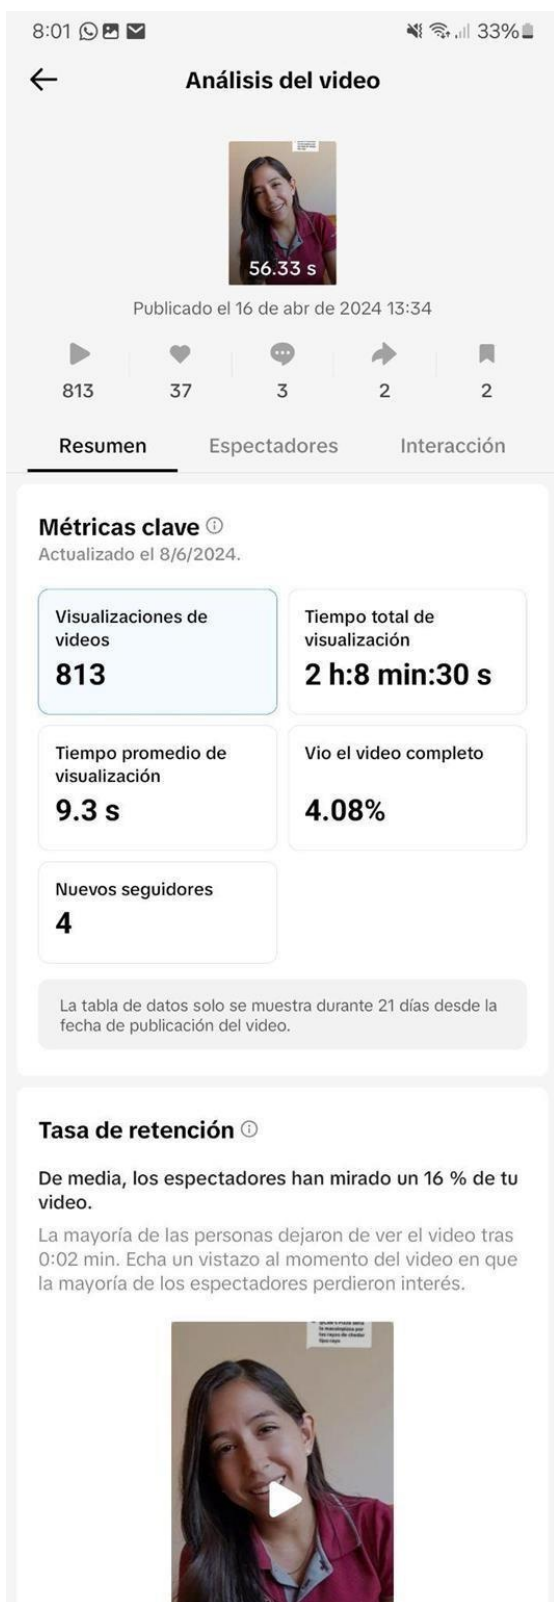 8:01
33%
Análisis del video
56.33 s
Publicado el 16 de abr de 2024 13:34
813 37 3 2 2
Resumen Espectadores Interacción
Métricas clave
Actualizado el 8/6/2024.
Visualizaciones de
videos
813
Tiempo total de
visualización
2 h:8 min:30 s
Tiempo promedio de
visualización
9.3 s
Vio el video completo
4.08%
Nuevos seguidores
4
La tabla de datos solo se muestra durante 21 días desde la
fecha de publicación del video.
Tasa de retención
De media, los espectadores han mirado un 16 % de tu
video.
La mayoría de las personas dejaron de ver el video tras
0:02 min. Echa un vistazo al momento del video en que
la mayoría de los espectadores perdieron interés.